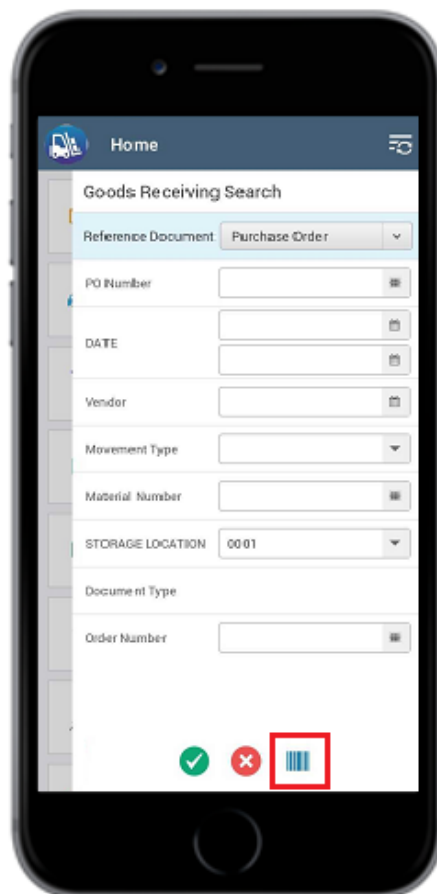 Home
Goods Receiving Search
Reference Document Purchase Order
PO Number
DATE
Vendor
Movement Type
Material Number
STORAGE LOCATION 0001
Document Type
Order Number